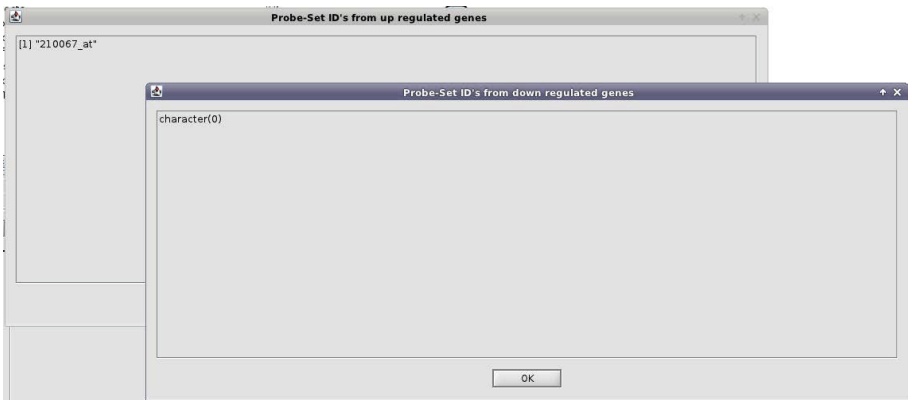 Probe-Set ID's from up regulated genes
[1] "210067_at"
Probe-Set ID's from down regulated genes
character(0)
OK